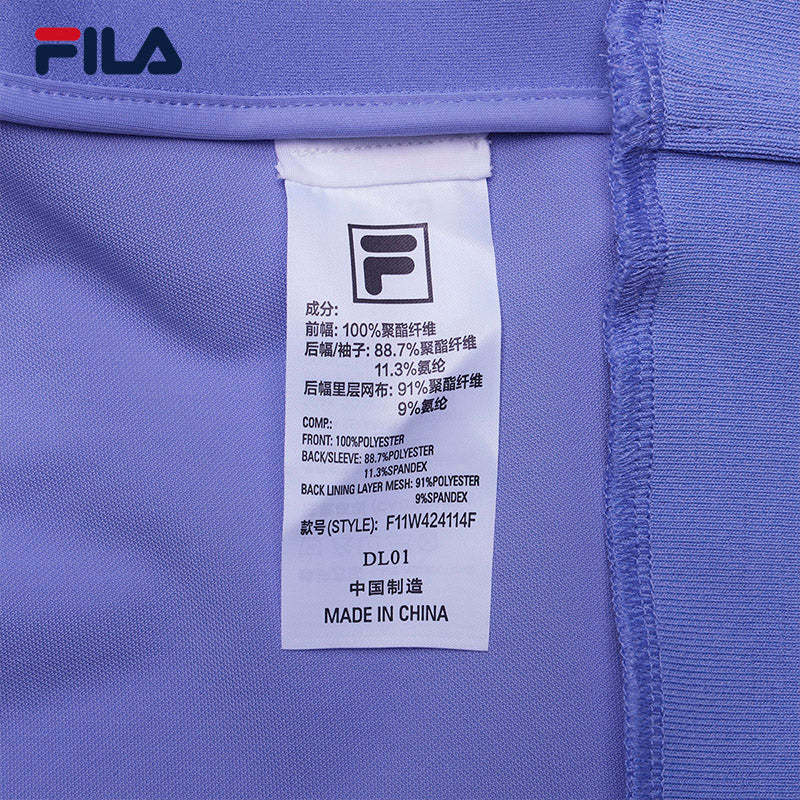 FILA
F
成分:
前幅: 100%聚酯纤维
后幅/袖子: 88.7%聚酯纤维
11.3%氨纶
后幅里层网布: 91%聚酯纤维
9%氨纶
COMP.:
FRONT: 100%POLYESTER
BACK/SLEEVE: 88.7%POLYESTER
11.3%SPANDEX
BACK LINING LAYER MESH: 91%POLYESTER
9%SPANDEX
款号(STYLE): F11W424114F
DL01
中国制造
MADE IN CHINA